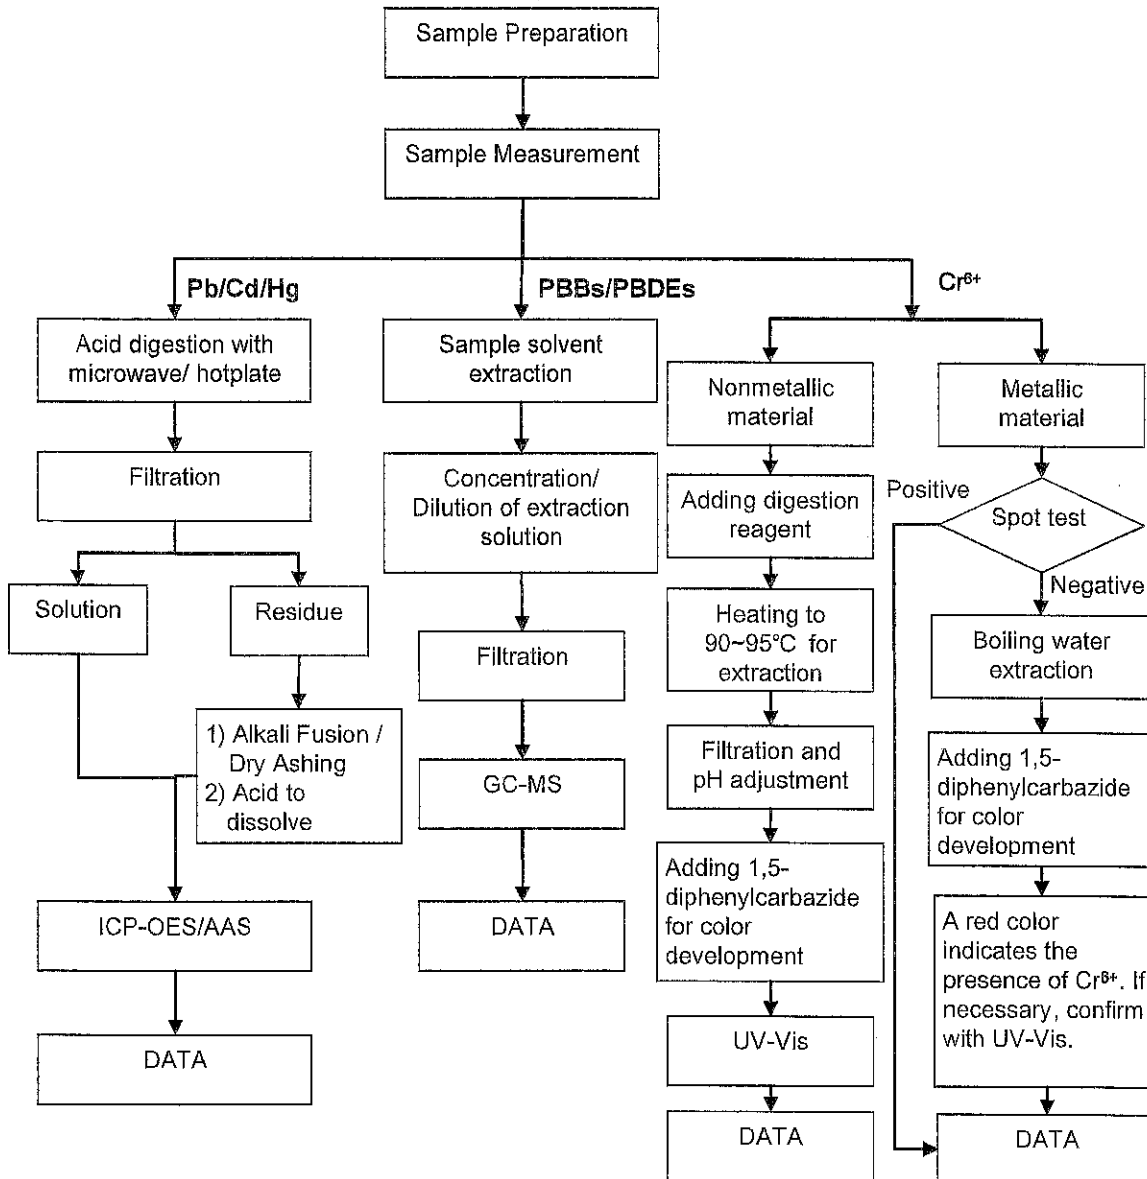 Sample Preparation
Sample Measurement
Pb/Cd/Hg
Acid digestion with
microwave/ hotplate
Filtration
Solution
Residue
1) Alkali Fusion /
Dry Ashing
2) Acid to
dissolve
ICP-OES/AAS
DATA
PBBs/PBDEs
Sample solvent
extraction
Concentration/
Dilution of extraction
solution
Filtration
GC-MS
DATA
Cr⁶⁺
Nonmetallic
material
Adding digestion
reagent
Heating to
90~95°C for
extraction
Filtration and
pH adjustment
Adding 1,5-
diphenylcarbazide
for color
development
UV-Vis
DATA
Metallic
material
Positive
Spot test
Negative
Boiling water
extraction
Adding 1,5-
diphenylcarbazide
for color
development
A red color
indicates the
presence of Cr⁶⁺. If
necessary, confirm
with UV-Vis.
DATA